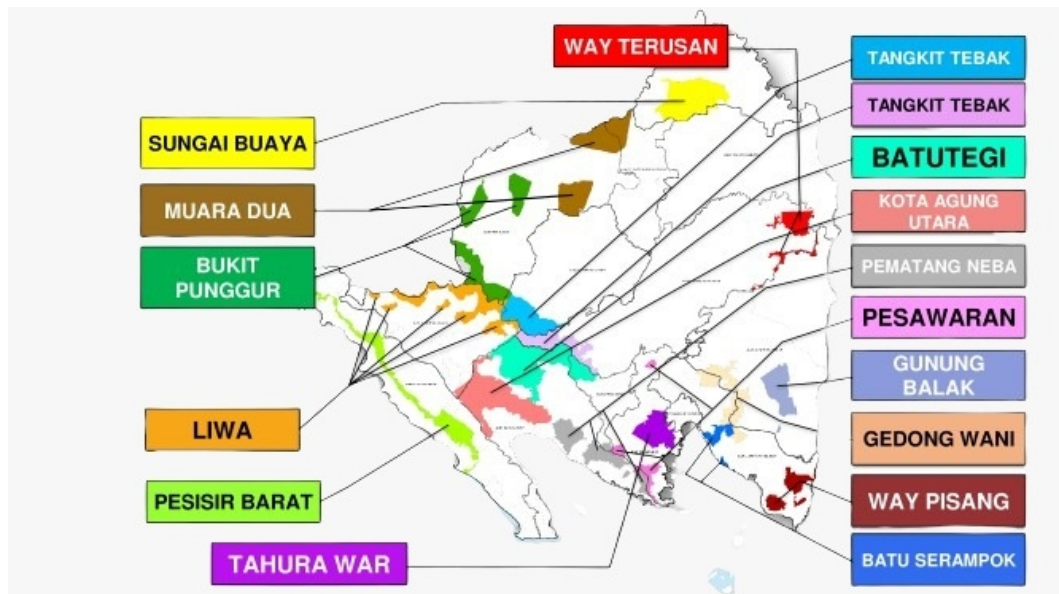 WAY TERUSAN
TANGKIT TEBAK
TANGKIT TEBAK
SUNGAI BUAYA
BATUTEGI
MUARA DUA
KOTA AGUNG
UTARA
BUKIT
PUNGGUR
PEMATANG NEBA
PESAWARAN
GUNUNG
BALAK
LIWA
GEDONG WANI
PESISIR BARAT
WAY PISANG
TAHURA WAR
BATU SERAMPOK